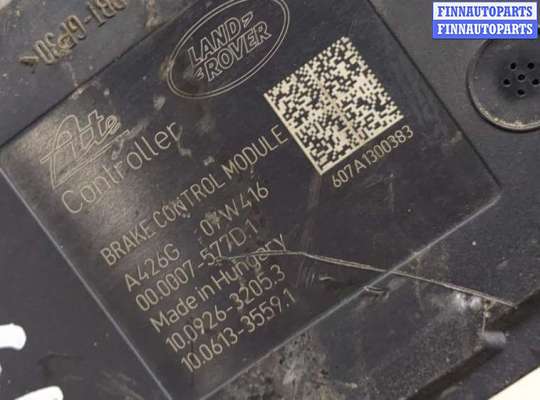 FINNAUTOPARTS
FINNAUTOPARTS
LAND
ROVER
Ate
Controller
607A1300383
BRAKE CONTROL MODULE
A426G 07W416
00.0007-577D.1
Made in Hungary
10.0926-3205.3
10.0613-3559.1